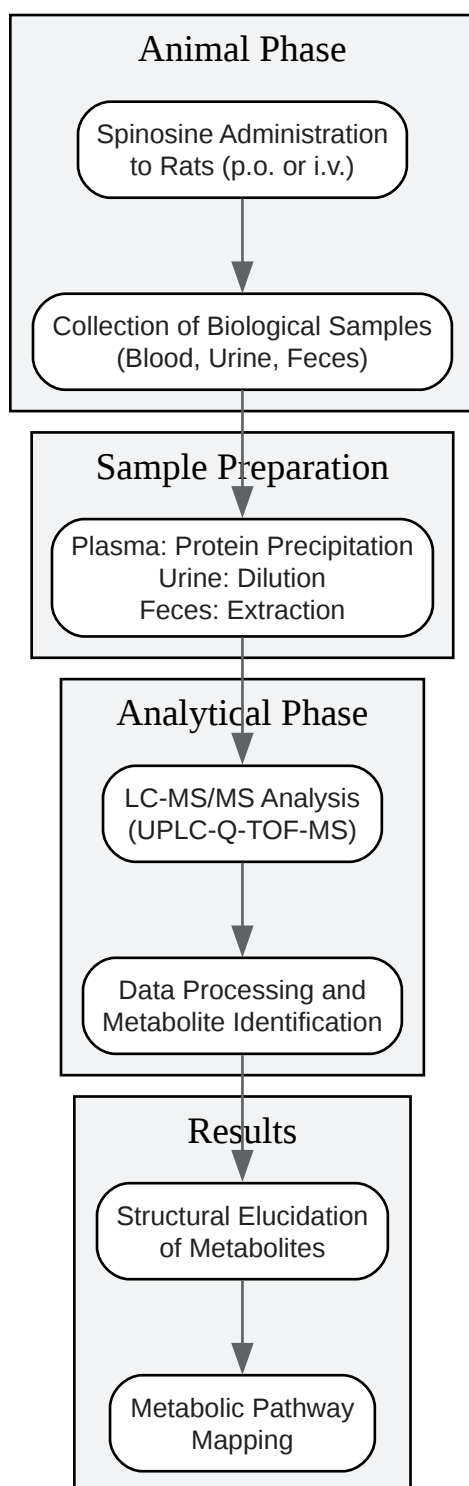 Animal Phase
Spinosine Administration
to Rats (p.o. or i.v.)
Collection of Biological Samples
(Blood, Urine, Feces)
Sample Preparation
Plasma: Protein Precipitation
Urine: Dilution
Feces: Extraction
Analytical Phase
LC-MS/MS Analysis
(UPLC-Q-TOF-MS)
Data Processing and
Metabolite Identification
Results
Structural Elucidation
of Metabolites
Metabolic Pathway
Mapping